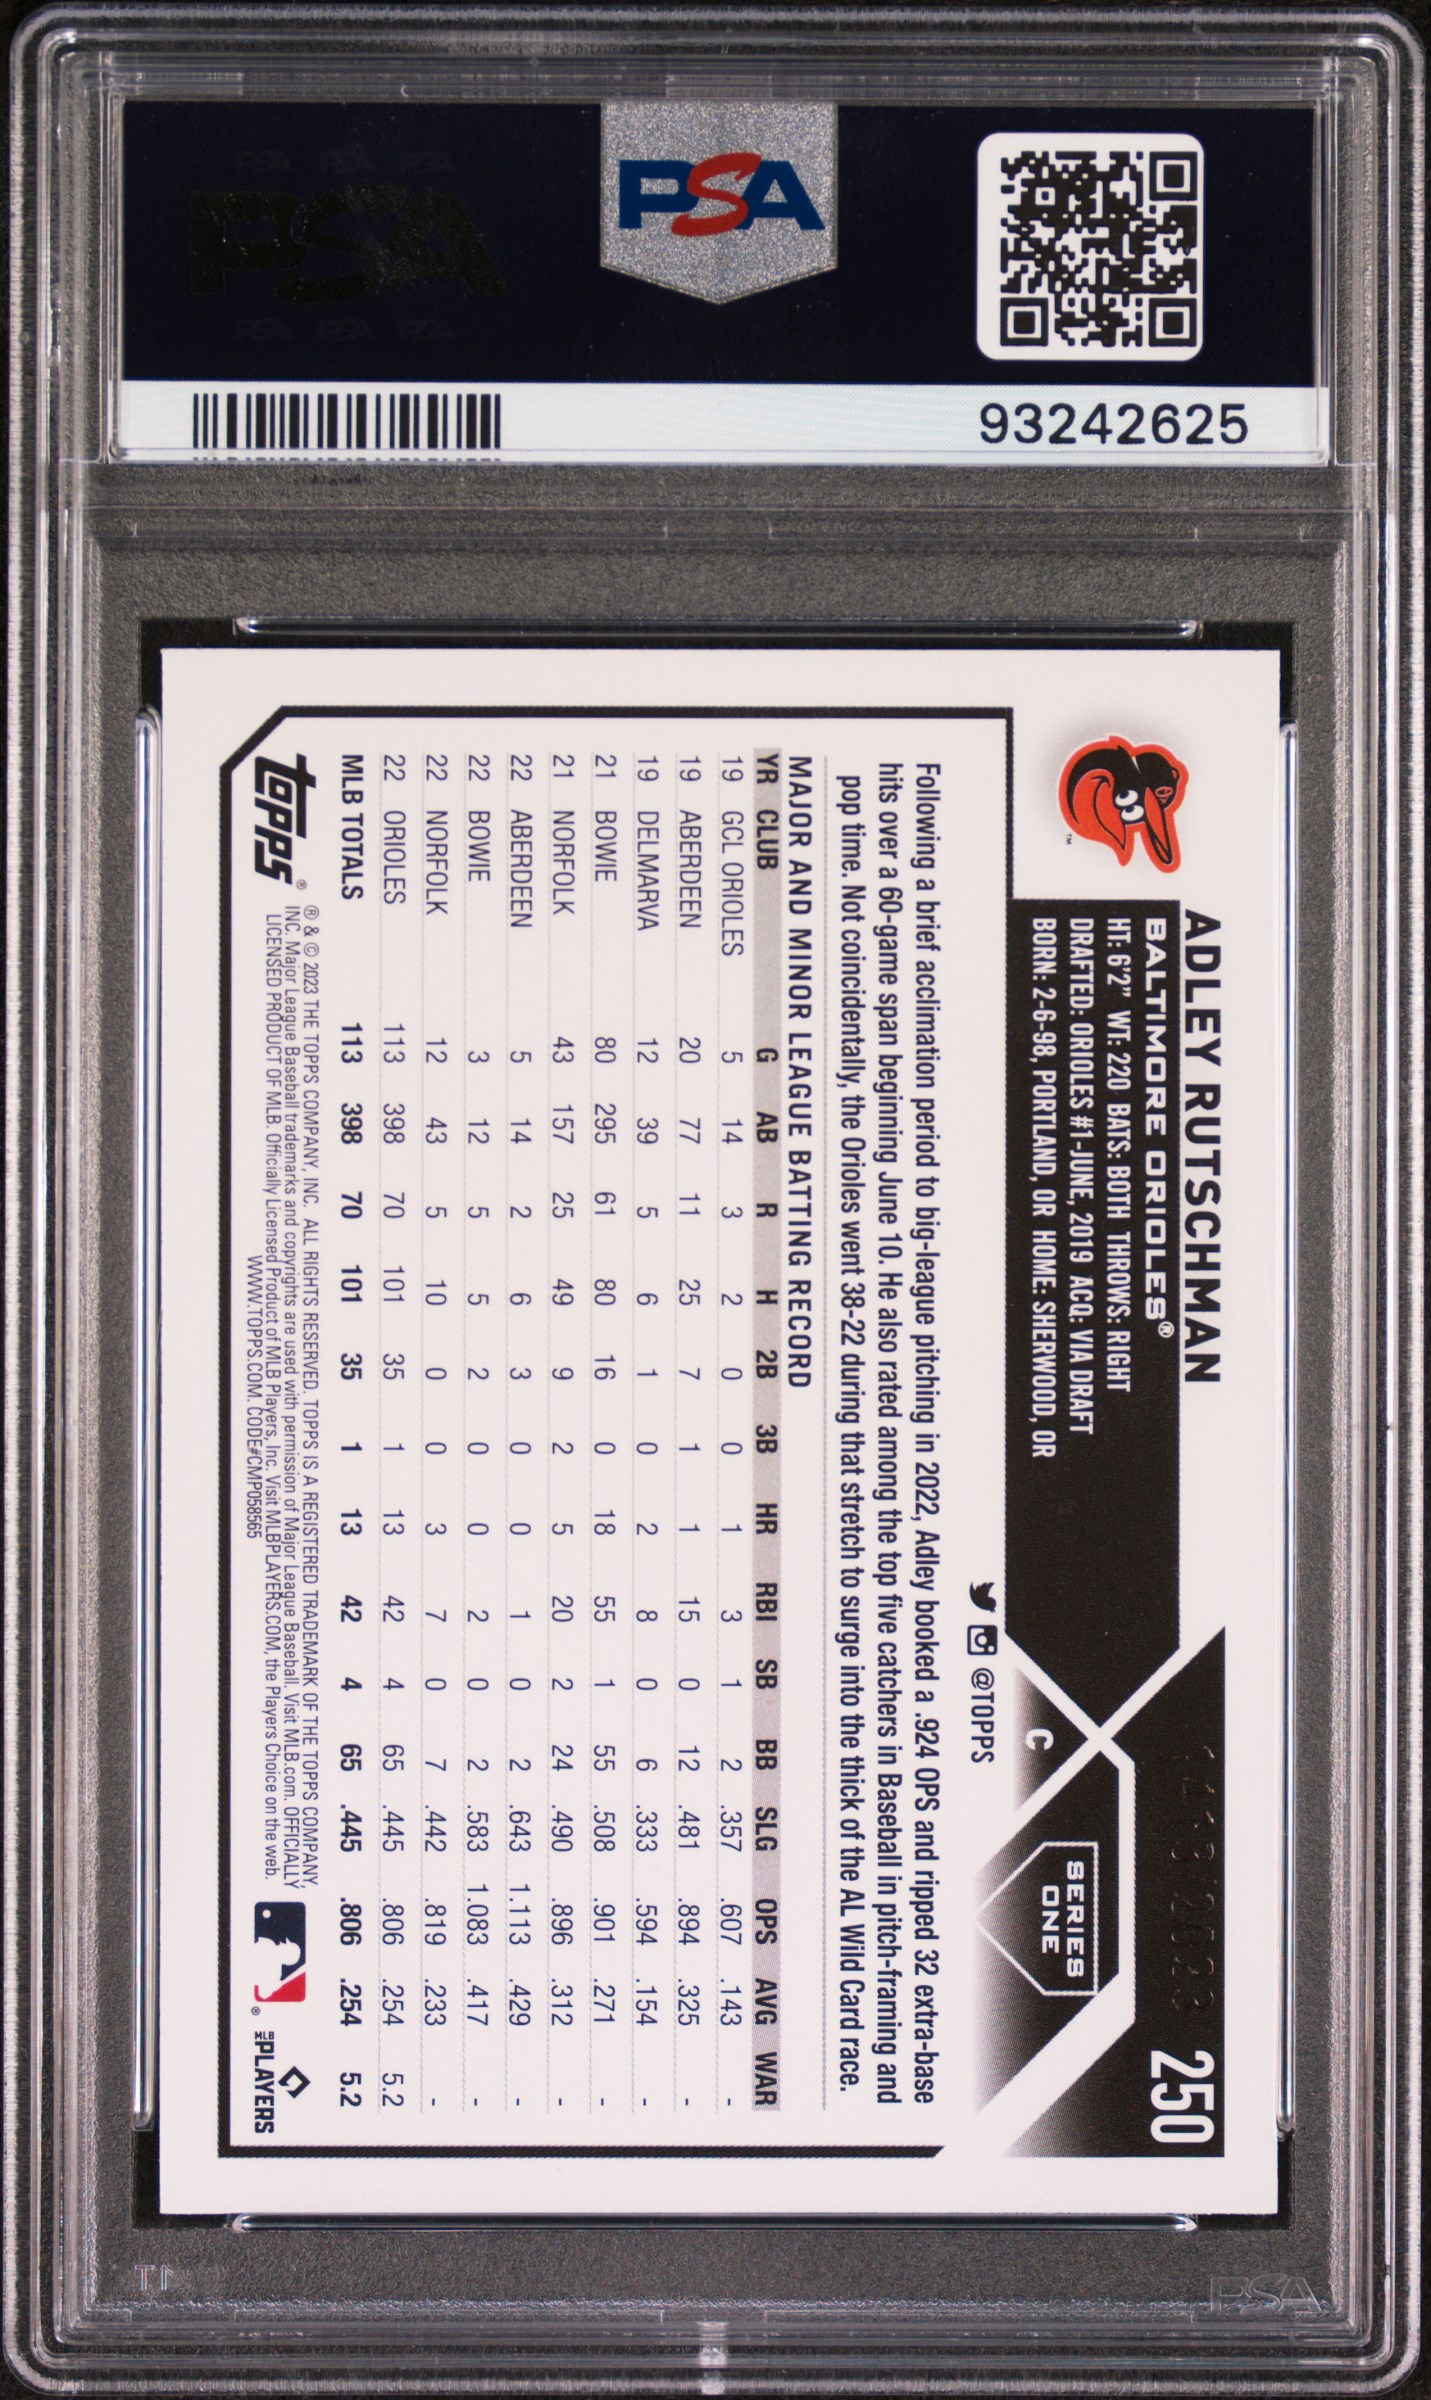 PSA
93242625
250
ADLEY RUTSCHMAN
BALTIMORE ORIOLES®
HT: 6'2" WT: 220 BATS: BOTH THROWS: RIGHT
DRAFTED: ORIOLES #1-JUNE, 2019 ACQ: VIA DRAFT
BORN: 2-6-98, PORTLAND, OR HOME: SHERWOOD, OR
SERIES
ONE
C
@TOPPS
TM
Following a brief acclimation period to big-league pitching in 2022, Adley booked a .924 OPS and ripped 32 extra-base
hits over a 60-game span beginning June 10. He also rated among the top five catchers in Baseball in pitch-framing and
pop time. Not coincidentally, the Orioles went 38-22 during that stretch to surge into the thick of the AL Wild Card race.
MAJOR AND MINOR LEAGUE BATTING RECORD
YR CLUB G AB R H 2B 3B HR RBI SB BB SLG OPS AVG WAR
19 GCL ORIOLES 5 14 3 2 0 0 1 3 1 2 .357 .607 .143 -
19 ABERDEEN 20 77 11 25 7 1 1 15 0 12 .481 .894 .325 -
19 DELMARVA 12 39 5 6 1 0 2 8 0 6 .333 .594 .154 -
21 BOWIE 80 295 61 80 16 0 18 55 1 55 .508 .901 .271 -
21 NORFOLK 43 157 25 49 9 2 5 20 2 24 .490 .896 .312 -
22 ABERDEEN 5 14 2 6 3 0 0 1 0 2 .643 1.113 .429 -
22 BOWIE 3 12 5 5 2 0 0 2 0 2 .583 1.083 .417 -
22 NORFOLK 12 43 5 10 0 0 3 7 0 7 .442 .819 .233 -
22 ORIOLES 113 398 70 101 35 1 13 42 4 65 .445 .806 .254 5.2
MLB TOTALS 113 398 70 101 35 1 13 42 4 65 .445 .806 .254 5.2
topps®
® & © 2023 THE TOPPS COMPANY, INC. ALL RIGHTS RESERVED. TOPPS IS A REGISTERED TRADEMARK OF THE TOPPS COMPANY,
INC. Major League Baseball trademarks and copyrights are used with permission of Major League Baseball. Visit MLB.com. OFFICIALLY
LICENSED PRODUCT OF MLB. Officially Licensed Product of MLB Players, Inc. Visit MLBPLAYERS.COM, the Players Choice on the web.
WWW.TOPPS.COM. CODE#CMP058565
®
MLB PLAYERS
PSA